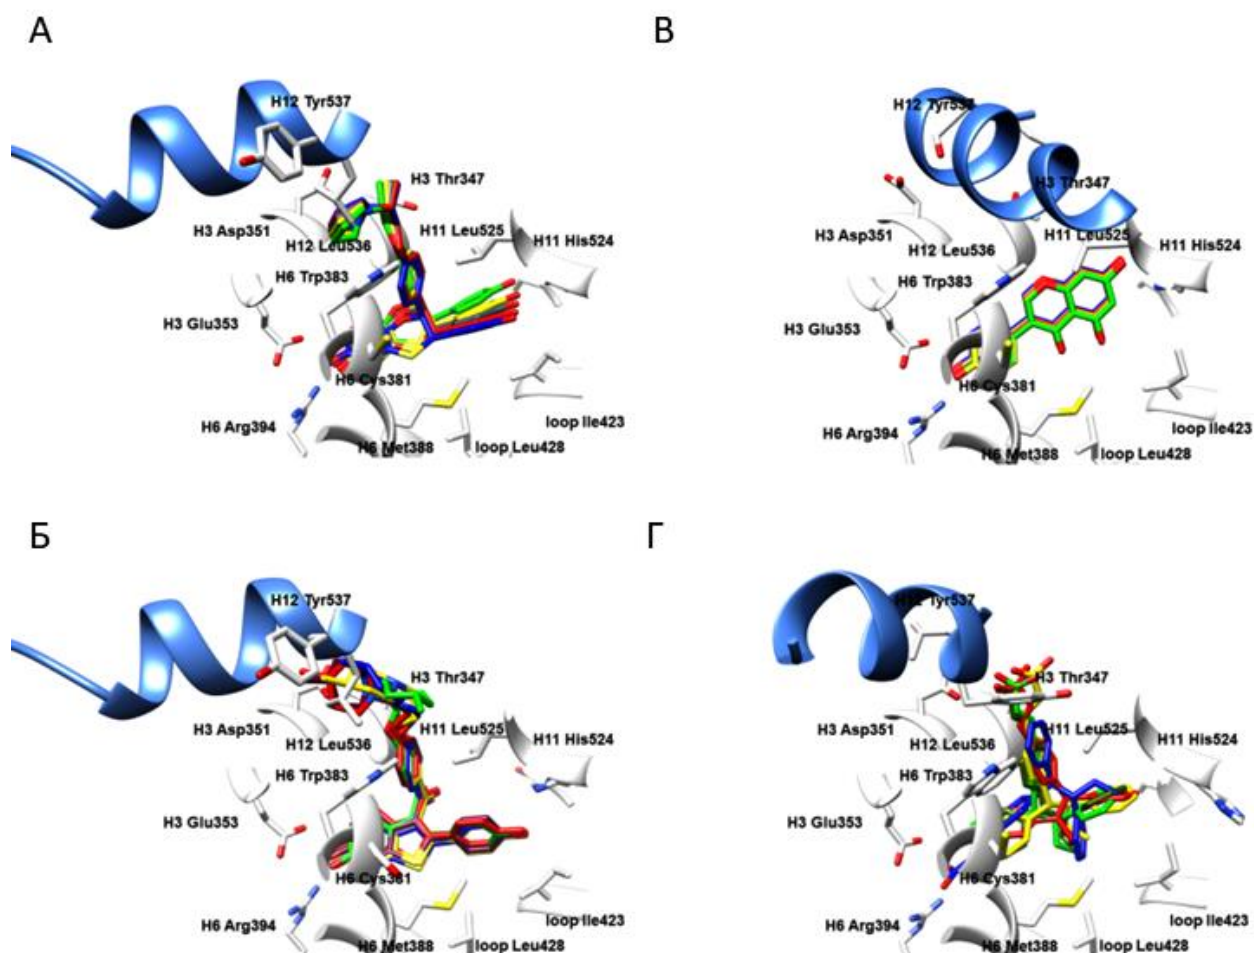 А
H12 Tyr537
H3 Thr347
H3 Asp351
H11 Leu525
H12 Leu536
H11 His524
H6 Trp383
H3 Glu353
H6 Cys381
H6 Arg394
loop Ile423
H6 Met388
loop Leu428
В
H12 Tyr537
H3 Thr347
H3 Asp351
H11 Leu525
H12 Leu536
H11 His524
H6 Trp383
H3 Glu353
H6 Cys381
H6 Arg394
loop Ile423
H6 Met388
loop Leu428
Б
H12 Tyr537
H3 Thr347
H3 Asp351
H11 Leu525
H12 Leu536
H11 His524
H6 Trp383
H3 Glu353
H6 Cys381
H6 Arg394
loop Ile423
H6 Met388
loop Leu428
Г
H12 Tyr537
H3 Thr347
H3 Asp351
H11 Leu525
H12 Leu536
H11 His524
H6 Trp383
H3 Glu353
H6 Cys381
H6 Arg394
loop Ile423
H6 Met388
loop Leu428